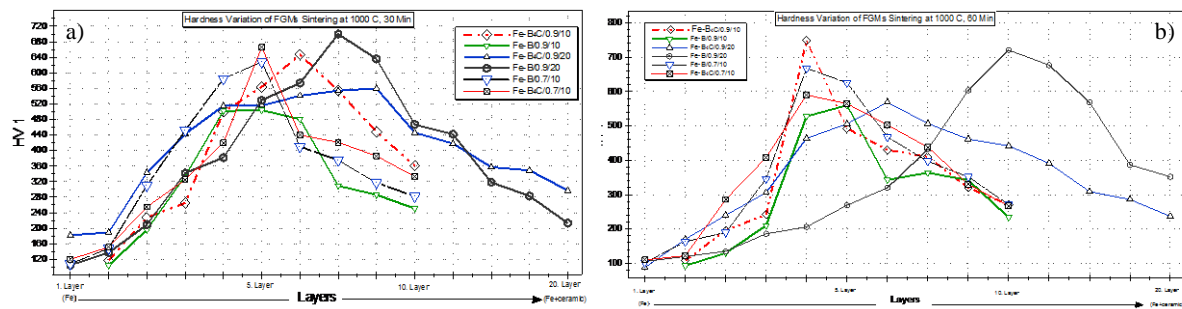 a)
Hardness Variation of FGMs Sintering at 1000 C, 30 Min
HV 1
720
680
640
600
560
520
480
440
400
360
320
280
240
200
160
120
Fe-B₄C/0.9/10
Fe-B/0.9/10
Fe-B₄C/0.9/20
Fe-B/0.9/20
Fe-B/0.7/10
Fe-B₄C/0.7/10
1. Layer
5. Layer
10. Layer
20. Layer
(Fe)
Layers
(Fe+ceramic)
b)
Hardness Variation of FGMs Sintering at 1000 C, 60 Min
800
700
600
500
400
300
200
100
Fe-B₄C/0.9/10
Fe-B/0.9/10
Fe-B₄C/0.9/20
Fe-B/0.9/20
Fe-B/0.7/10
Fe-B₄C/0.7/10
1. Layer
5. Layer
10. Layer
20. Layer
(Fe)
Layers
(Fe+ceramic)